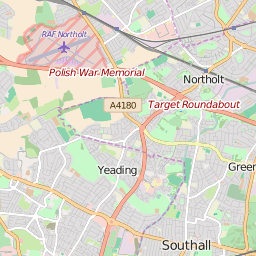 RAF Northolt
Polish War Memorial
Northolt
A4180
Target Roundabout
Yeading
Green
Southall